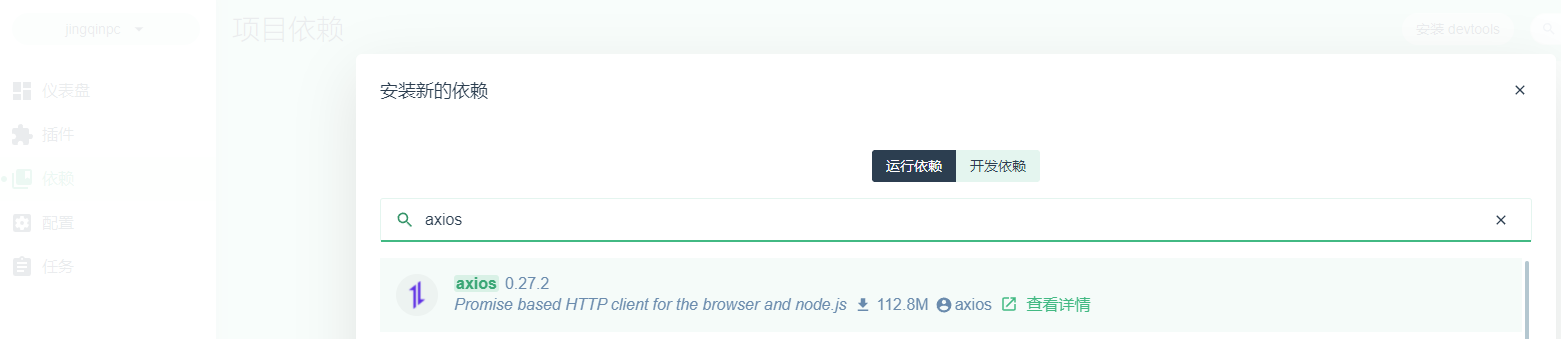 jingqinpc
项目依赖
安装 devtools
仪表盘
插件
依赖
配置
任务
安装新的依赖
运行依赖
开发依赖
axios
axios 0.27.2
Promise based HTTP client for the browser and node.js 112.8M axios 查看详情